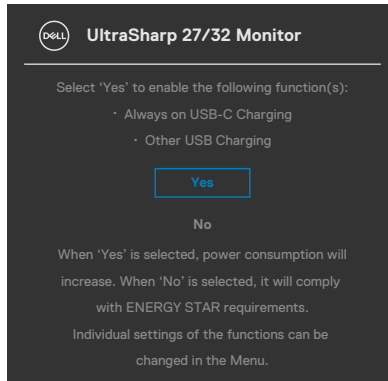 DELL
UltraSharp 27/32 Monitor
Select ‘Yes’ to enable the following function(s):
· Always on USB-C Charging
· Other USB Charging
Yes
No
When ‘Yes’ is selected, power consumption will
increase. When ‘No’ is selected, it will comply
with ENERGY STAR requirements.
Individual settings of the functions can be
changed in the Menu.